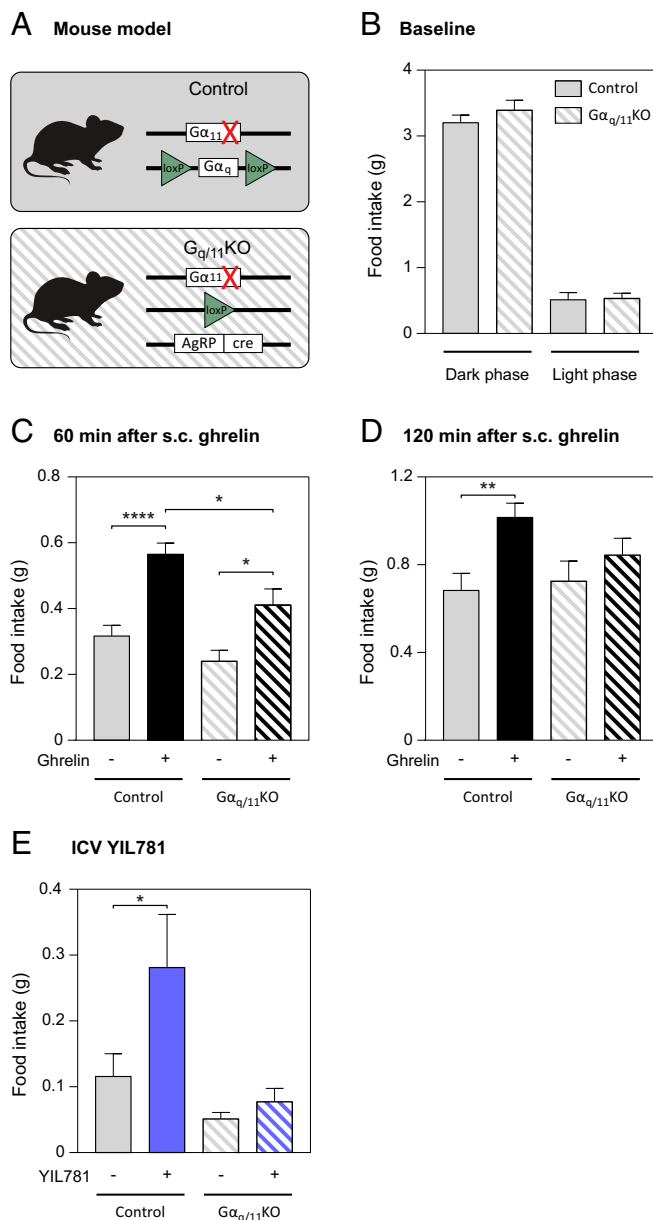 A Mouse model
Control
Gα11 X
loxP Gαq loxP
Gq/11KO
Gα11 X
loxP
AgRP cre
B Baseline
Control
Gαq/11KO
Food intake (g)
4
3
2
1
0
Dark phase Light phase
C 60 min after s.c. ghrelin
Food intake (g)
0.8
0.6
0.4
0.2
0
**** * *
Ghrelin - + - +
Control Gαq/11KO
D 120 min after s.c. ghrelin
Food intake (g)
1.2
0.8
0.4
0
**
Ghrelin - + - +
Control Gαq/11KO
E ICV YIL781
Food intake (g)
0.4
0.3
0.2
0.1
0
*
YIL781 - + - +
Control Gαq/11KO